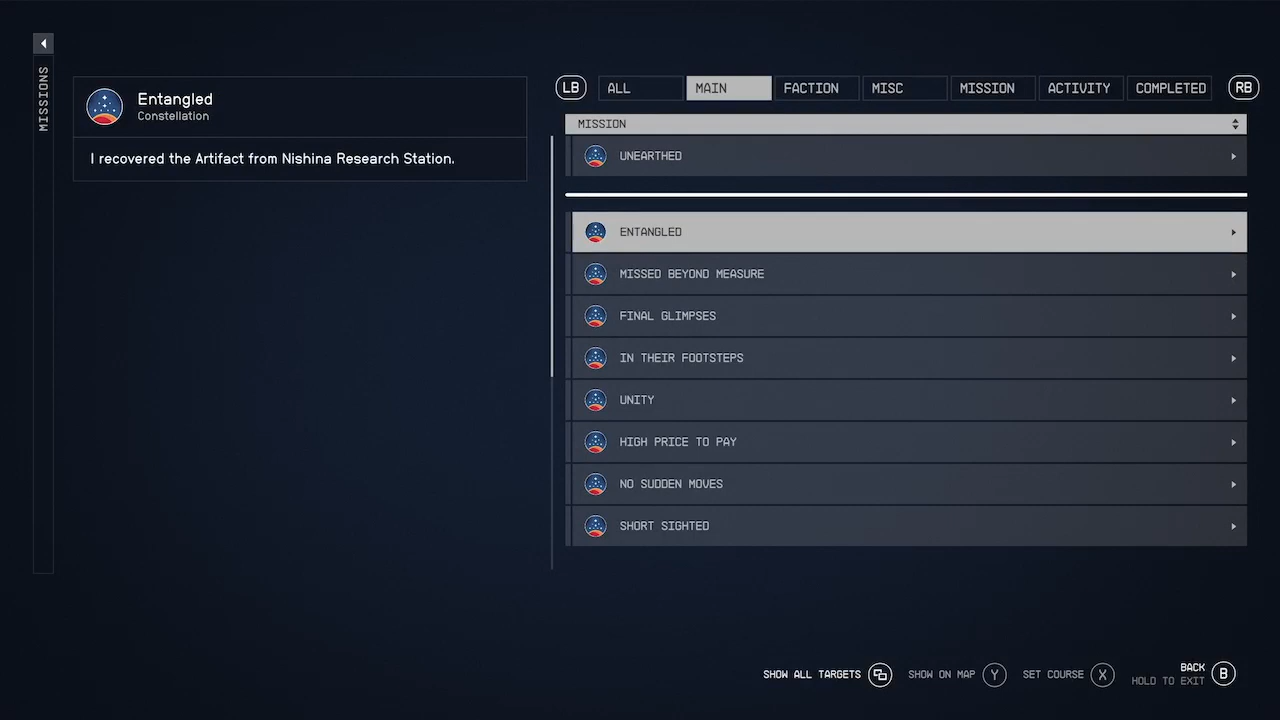 MISSIONS
Entangled
Constellation
I recovered the Artifact from Nishina Research Station.
LB ALL MAIN FACTION MISC MISSION ACTIVITY COMPLETED RB
MISSION
UNEARTHED
ENTANGLED
MISSED BEYOND MEASURE
FINAL GLIMPSES
IN THEIR FOOTSTEPS
UNITY
HIGH PRICE TO PAY
NO SUDDEN MOVES
SHORT SIGHTED
SHOW ALL TARGETS SHOW ON MAP Y SET COURSE X BACK B
HOLD TO EXIT